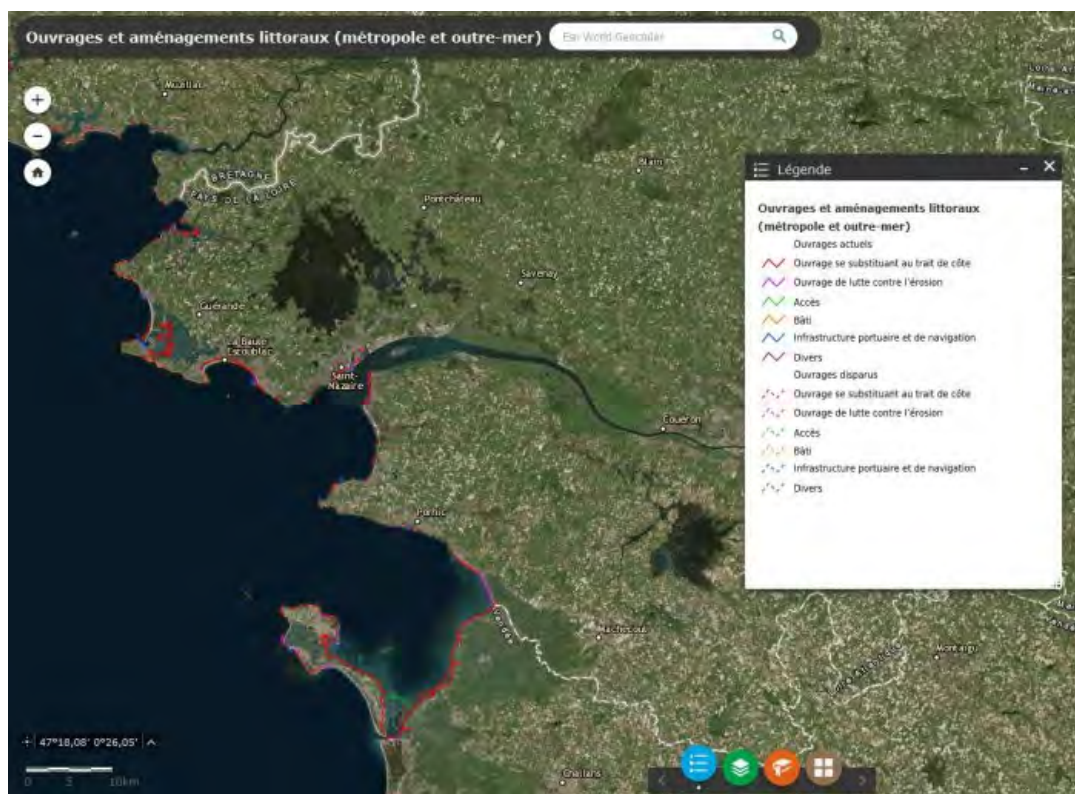 Ouvrages et aménagements littoraux (métropole et outre-mer)
Esri World Geocoder
Muzillac
BRETAGNE
PAYS DE LA LOIRE
Blain
Pontchâteau
Savenay
Guérande
La Baule-
Escoublac
Saint-
Nazaire
Couëron
Pornic
Vendée
Machecoul
Montaigu
Challans
Légende
Ouvrages et aménagements littoraux
(métropole et outre-mer)
Ouvrages actuels
Ouvrage se substituant au trait de côte
Ouvrage de lutte contre l'érosion
Accès
Bâti
Infrastructure portuaire et de navigation
Divers
Ouvrages disparus
Ouvrage se substituant au trait de côte
Ouvrage de lutte contre l'érosion
Accès
Bâti
Infrastructure portuaire et de navigation
Divers
47°18,08' 0°26,05'
0 5 10km